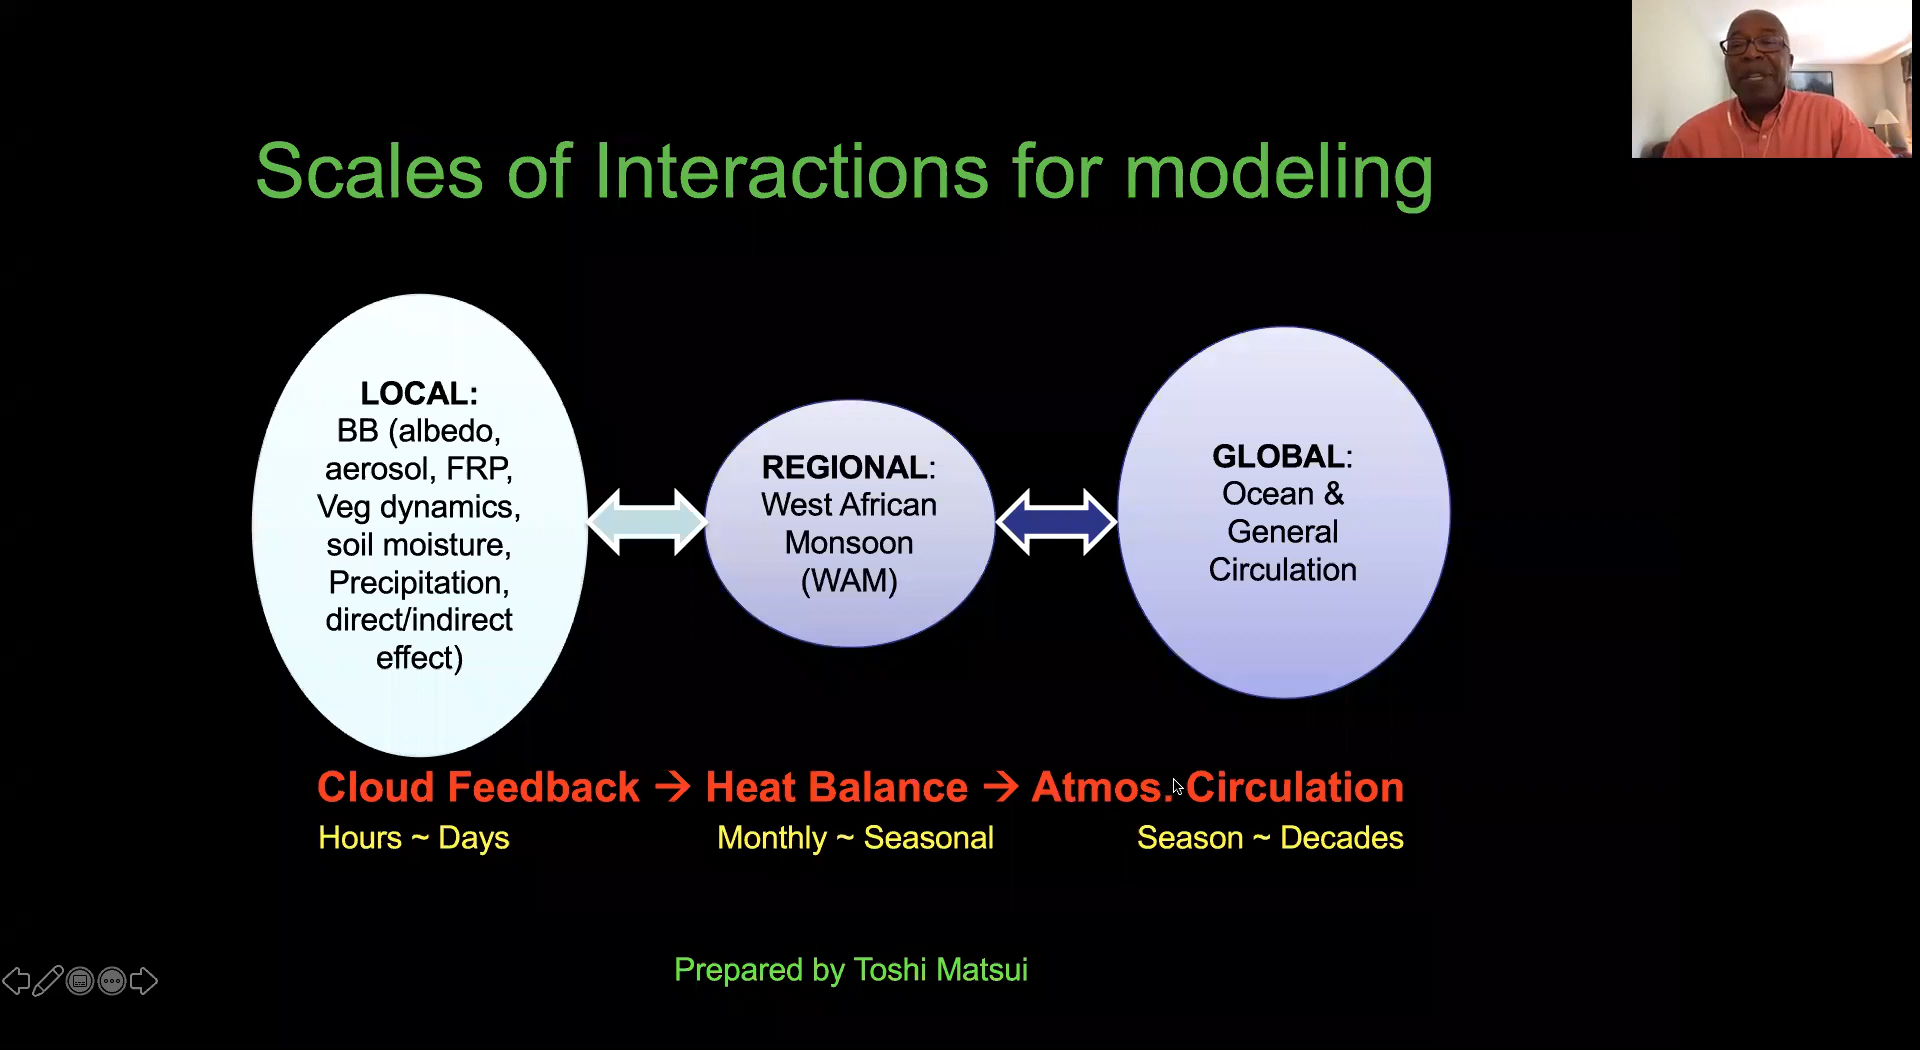 Scales of Interactions for modeling
LOCAL:
BB (albedo,
aerosol, FRP,
Veg dynamics,
soil moisture,
Precipitation,
direct/indirect
effect)
REGIONAL:
West African
Monsoon
(WAM)
GLOBAL:
Ocean &
General
Circulation
Cloud Feedback → Heat Balance → Atmos. Circulation
Hours ~ Days
Monthly ~ Seasonal
Season ~ Decades
Prepared by Toshi Matsui